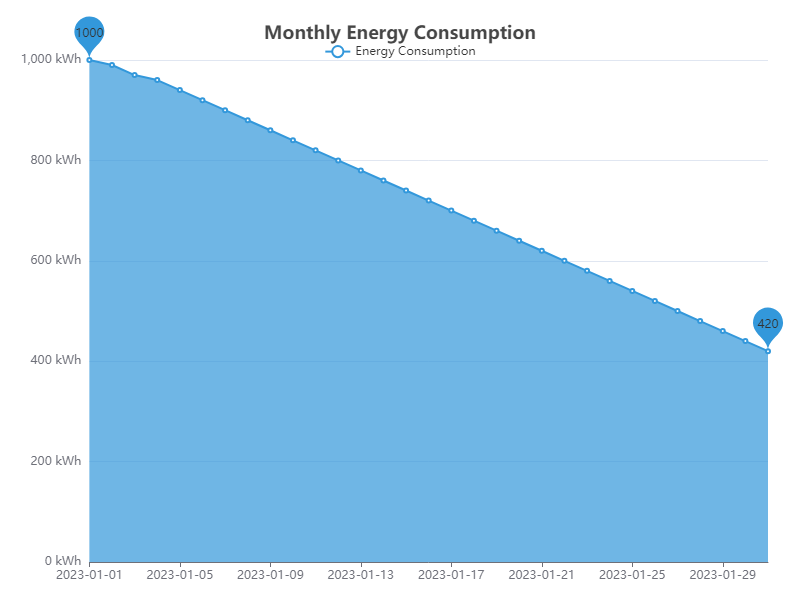 1000
Monthly Energy Consumption
Energy Consumption
1,000 kWh
800 kWh
600 kWh
420
400 kWh
200 kWh
0 kWh
2023-01-01 2023-01-05 2023-01-09 2023-01-13 2023-01-17 2023-01-21 2023-01-25 2023-01-29